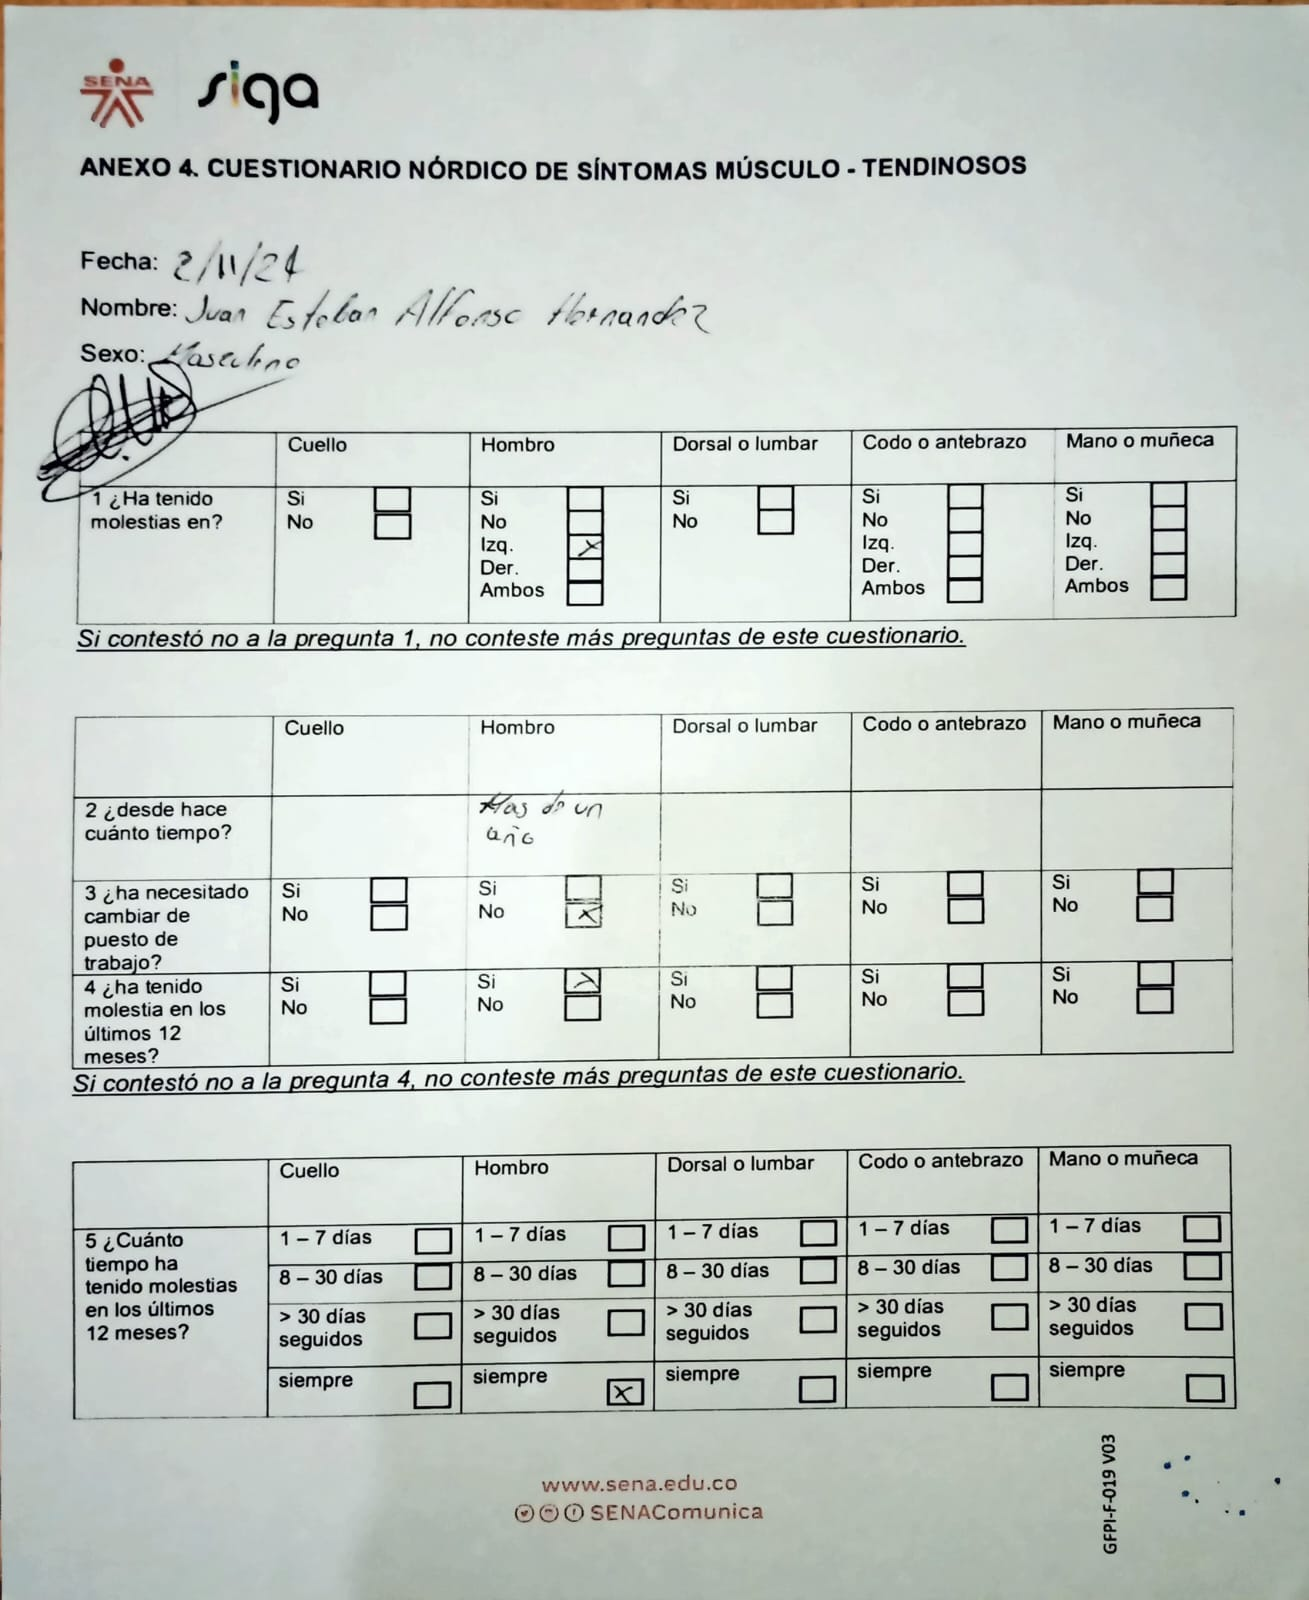 SENA siga
ANEXO 4. CUESTIONARIO NÓRDICO DE SÍNTOMAS MÚSCULO - TENDINOSOS
Fecha: 2/11/24
Nombre: Juan Esteban Alfonso Hernandez
Sexo: Masculino
Cuello Hombro Dorsal o lumbar Codo o antebrazo Mano o muñeca
1 ¿Ha tenido Si Si Si Si Si
molestias en? No No No No No
Izq. X Izq. Izq.
Der. Der. Der.
Ambos Ambos Ambos
Si contestó no a la pregunta 1, no conteste más preguntas de este cuestionario.
Cuello Hombro Dorsal o lumbar Codo o antebrazo Mano o muñeca
2 ¿desde hace Mas de un
cuánto tiempo? año
3 ¿ha necesitado Si Si Si Si Si
cambiar de No No X No No No
puesto de
trabajo?
4 ¿ha tenido Si Si X Si Si Si
molestia en los No No No No No
últimos 12
meses?
Si contestó no a la pregunta 4, no conteste más preguntas de este cuestionario.
Cuello Hombro Dorsal o lumbar Codo o antebrazo Mano o muñeca
5 ¿Cuánto 1 – 7 días 1 – 7 días 1 – 7 días 1 – 7 días 1 – 7 días
tiempo ha
tenido molestias 8 – 30 días 8 – 30 días 8 – 30 días 8 – 30 días 8 – 30 días
en los últimos > 30 días > 30 días > 30 días > 30 días > 30 días
12 meses? seguidos seguidos seguidos seguidos seguidos
siempre siempre X siempre siempre siempre
www.sena.edu.co
SENAComunica
GFPI-F-019 V03